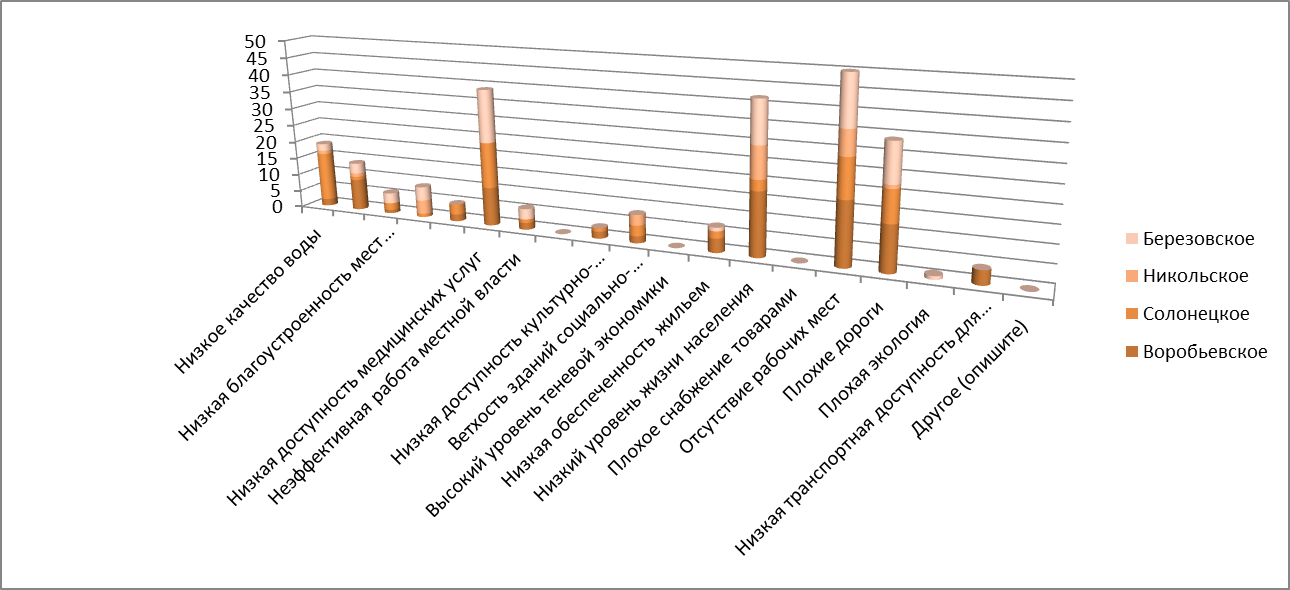 50
45
40
35
30
25
20
15
10
5
0
Низкое качество воды
Низкая благоустроенность мест…
Низкая доступность медицинских услуг
Неэффективная работа местной власти
Низкая доступность культурно-…
Ветхость зданий социально-…
Высокий уровень теневой экономики
Низкая обеспеченность жильем
Низкий уровень жизни населения
Плохое снабжение товарами
Отсутствие рабочих мест
Плохие дороги
Плохая экология
Низкая транспортная доступность для…
Другое (опишите)
Березовское
Никольское
Солонецкое
Воробьевское